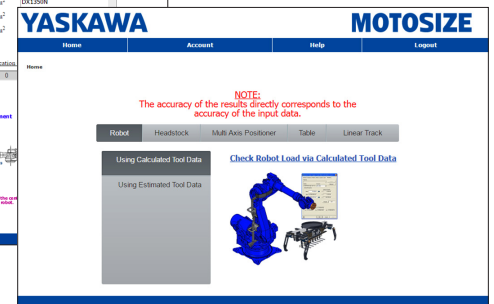 DX1350N
YASKAWA
MOTOSIZE
Home Account Help Logout
Home
NOTE:
The accuracy of the results directly corresponds to the
accuracy of the input
data.
Robot Headstock Multi Axis Positioner Table Linear Track
Using Calculated Tool Data
Using Estimated Tool Data
Check Robot Load via Calculated Tool Data
0